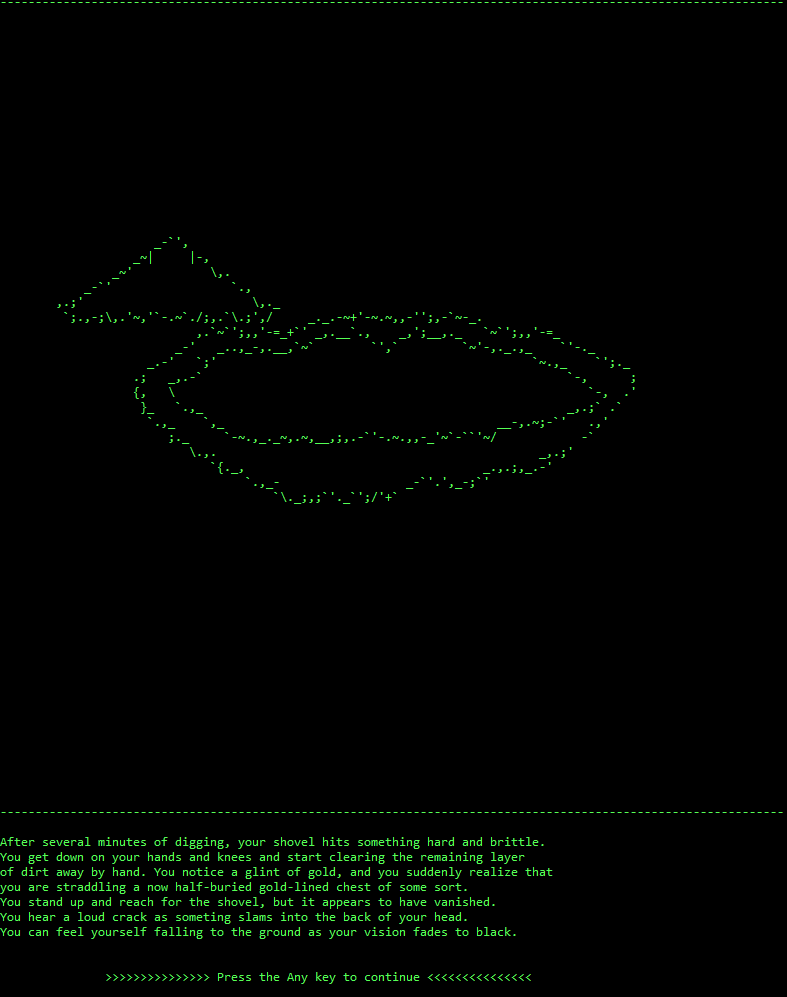 After several minutes of digging, your shovel hits something hard and brittle.
You get down on your hands and knees and start clearing the remaining layer
of dirt away by hand. You notice a glint of gold, and you suddenly realize that
you are straddling a now half-buried gold-lined chest of some sort.
You stand up and reach for the shovel, but it appears to have vanished.
You hear a loud crack as someting slams into the back of your head.
You can feel yourself falling to the ground as your vision fades to black.
>>>>>>>>>>>>>>> Press the Any key to continue <<<<<<<<<<<<<<<